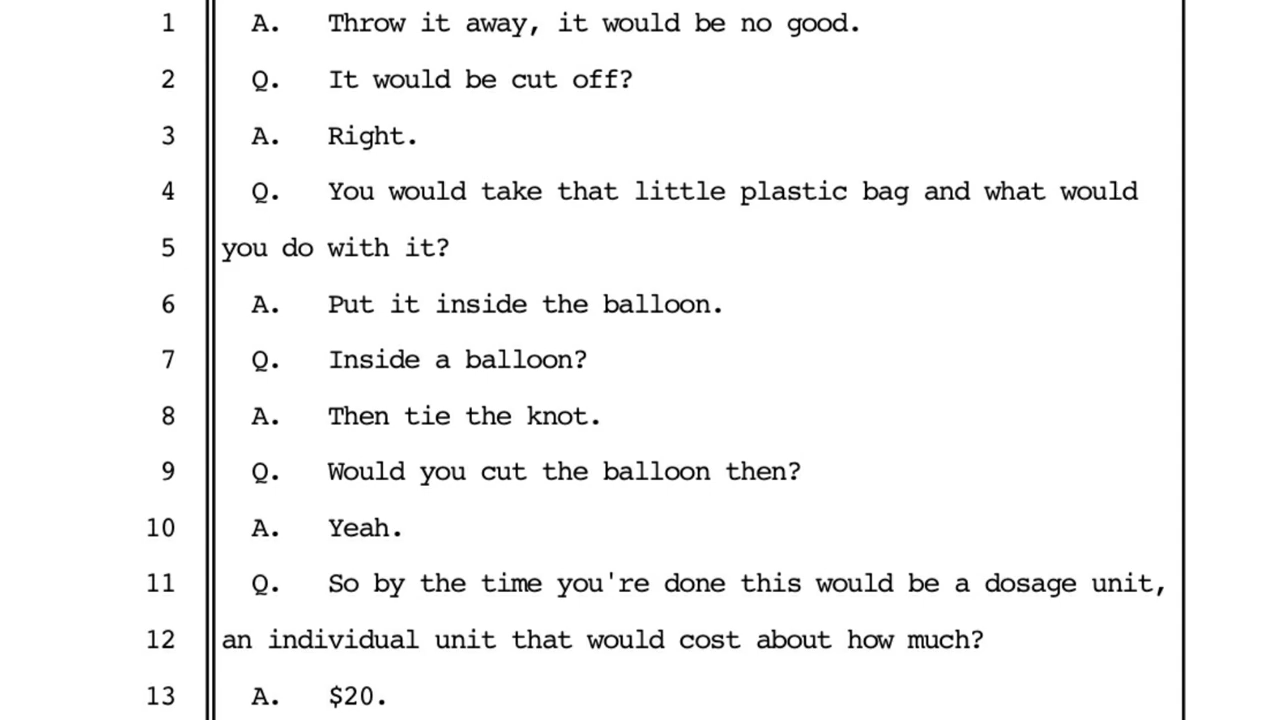 1 A. Throw it away, it would be no good.
2 Q. It would be cut off?
3 A. Right.
4 Q. You would take that little plastic bag and what would
5 you do with it?
6 A. Put it inside the balloon.
7 Q. Inside a balloon?
8 A. Then tie the knot.
9 Q. Would you cut the balloon then?
10 A. Yeah.
11 Q. So by the time you're done this would be a dosage unit,
12 an individual unit that would cost about how much?
13 A. $20.